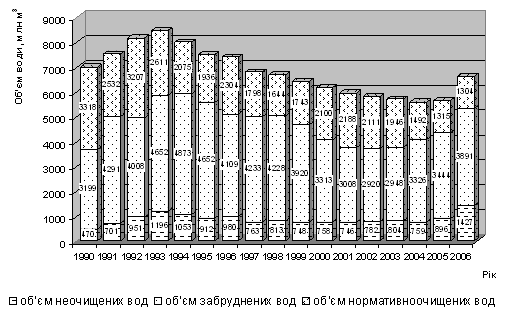 Об'єм води, млн м³
9000
8000
7000
6000
5000
4000
3000
2000
1000
0
3318 2532 3207 2611 2075 1936 2304 1798 1644 1743 2100 2188 2111 1946 1492 1315 1304
3199 4291 4008 4652 4873 4652 4109 4233 4228 3920 3313 3008 2920 2948 3326 3444 3891
470 701 951 1196 1053 912 980 763 813 748 758 746 782 804 759 896 1427
1990 1991 1992 1993 1994 1995 1996 1997 1998 1999 2000 2001 2002 2003 2004 2005 2006
Рік
об'єм неочищених вод об'єм забруднених вод об'єм нормативноочищених вод